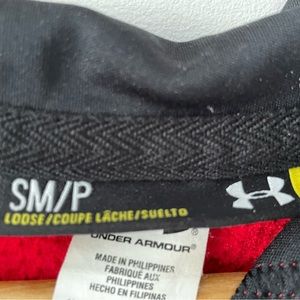 SM/P
LOOSE/COUPE LÂCHE/SUELTO
UNDER ARMOUR®
MADE IN PHILIPPINES
FABRIQUÉ AUX
PHILIPPINES
HECHO EN FILIPINAS